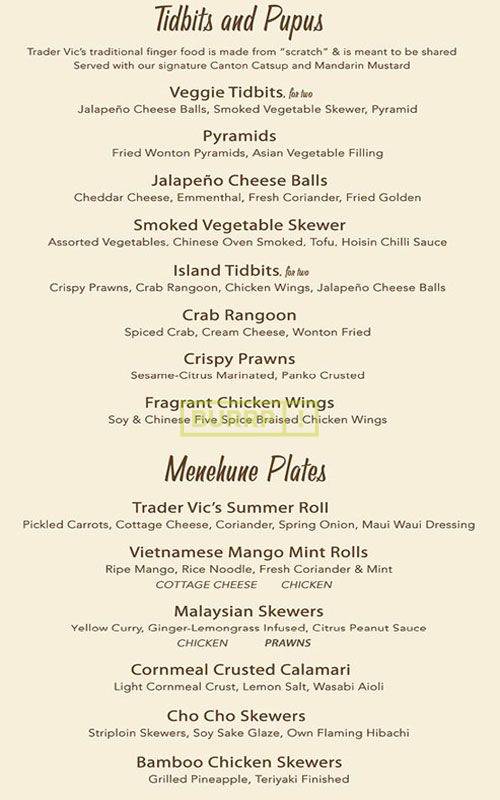 Tidbits and Pupus
Trader Vic's traditional finger food is made from "scratch" & is meant to be shared
Served with our signature Canton Catsup and Mandarin Mustard
Veggie Tidbits, for two
Jalapeño Cheese Balls, Smoked Vegetable Skewer, Pyramid
Pyramids
Fried Wonton Pyramids, Asian Vegetable Filling
Jalapeño Cheese Balls
Cheddar Cheese, Emmenthal, Fresh Coriander, Fried Golden
Smoked Vegetable Skewer
Assorted Vegetables, Chinese Oven Smoked, Tofu, Hoisin Chilli Sauce
Island Tidbits, for two
Crispy Prawns, Crab Rangoon, Chicken Wings, Jalapeño Cheese Balls
Crab Rangoon
Spiced Crab, Cream Cheese, Wonton Fried
Crispy Prawns
Sesame-Citrus Marinated, Panko Crusted
Fragrant Chicken Wings
Soy & Chinese Five Spice Braised Chicken Wings
BURRP!
Menehune Plates
Trader Vic's Summer Roll
Pickled Carrots, Cottage Cheese, Coriander, Spring Onion, Maui Waui Dressing
Vietnamese Mango Mint Rolls
Ripe Mango, Rice Noodle, Fresh Coriander & Mint
COTTAGE CHEESE CHICKEN
Malaysian Skewers
Yellow Curry, Ginger-Lemongrass Infused, Citrus Peanut Sauce
CHICKEN PRAWNS
Cornmeal Crusted Calamari
Light Cornmeal Crust, Lemon Salt, Wasabi Aioli
Cho Cho Skewers
Striploin Skewers, Soy Sake Glaze, Own Flaming Hibachi
Bamboo Chicken Skewers
Grilled Pineapple, Teriyaki Finished